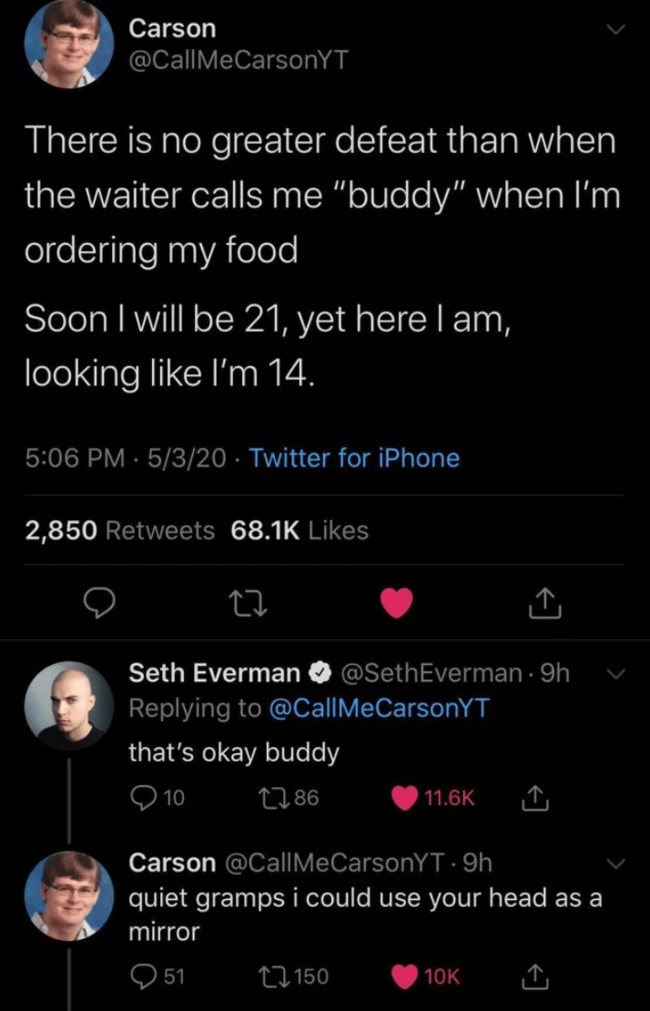 Carson
@CallMeCarsonYT
There is no greater defeat than when
the waiter calls me “buddy” when I’m
ordering my food
Soon I will be 21, yet here I am,
looking like I’m 14.
5:06 PM · 5/3/20 · Twitter for iPhone
2,850 Retweets 68.1K Likes
Seth Everman @SethEverman · 9h
Replying to @CallMeCarsonYT
that’s okay buddy
10 86 11.6K
Carson @CallMeCarsonYT · 9h
quiet gramps i could use your head as a
mirror
51 150 10K